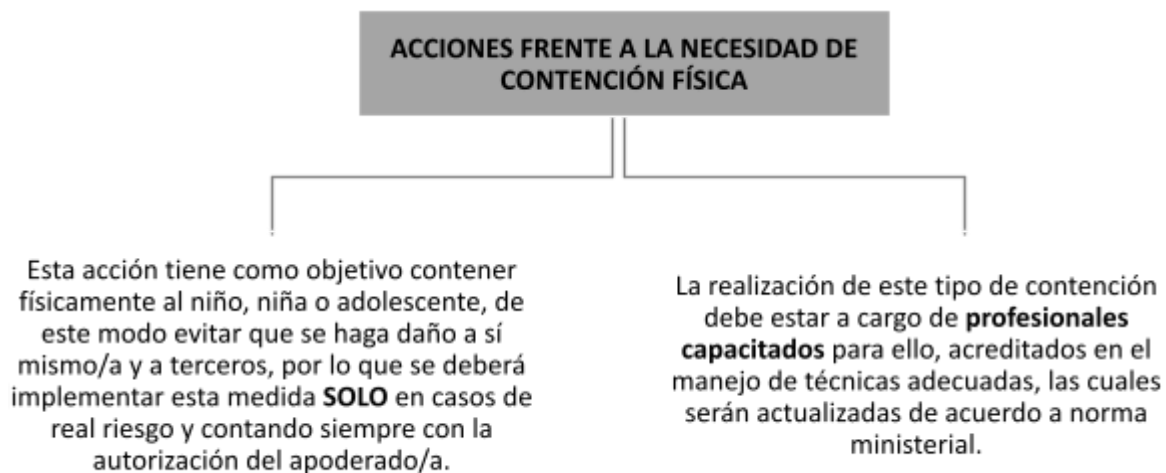 ACCIONES FRENTE A LA NECESIDAD DE
CONTENCIÓN FÍSICA
Esta acción tiene como objetivo contener
físicamente al niño, niña o adolescente, de
este modo evitar que se haga daño a sí
mismo/a y a terceros, por lo que se deberá
implementar esta medida SOLO en casos de
real riesgo y contando siempre con la
autorización del apoderado/a.
La realización de este tipo de contención
debe estar a cargo de profesionales
capacitados para ello, acreditados en el
manejo de técnicas adecuadas, las cuales
serán actualizadas de acuerdo a norma
ministerial.